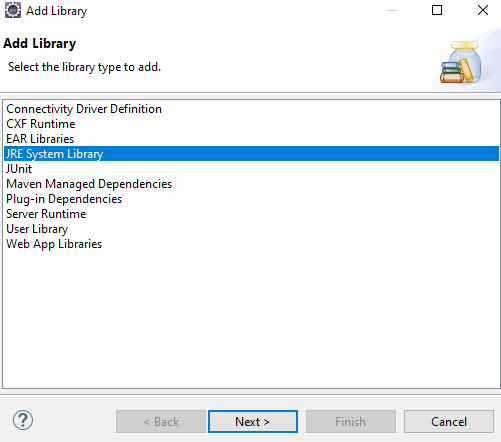 Add Library
Add Library
Select the library type to add.
Connectivity Driver Definition
CXF Runtime
EAR Libraries
JRE System Library
JUnit
Maven Managed Dependencies
Plug-in Dependencies
Server Runtime
User Library
Web App Libraries
? < Back Next > Finish Cancel